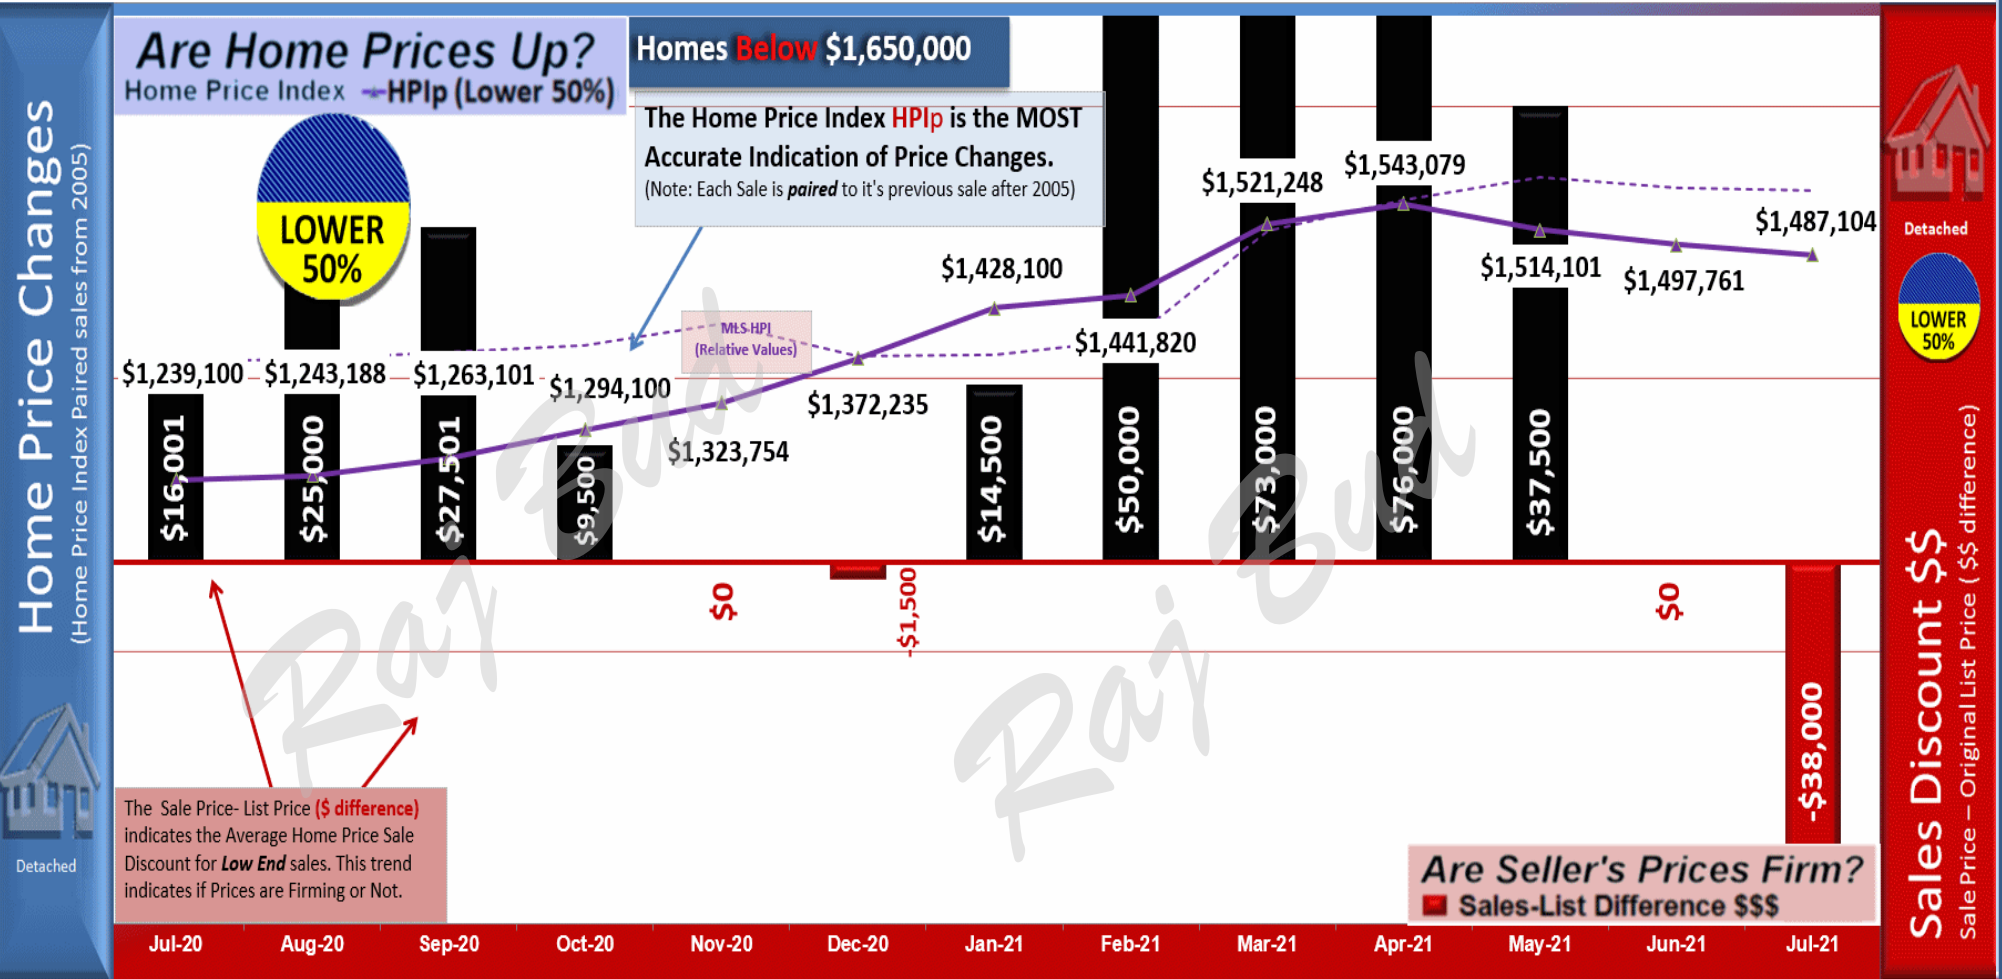 Are Home Prices Up?
Home Price Index HPIp (Lower 50%)
Homes Below $1,650,000
The Home Price Index HPIp is the MOST
Accurate Indication of Price Changes.
(Note: Each Sale is paired to it's previous sale after 2005)
LOWER
50%
Home Price Changes
(Home Price Index Paired sales from 2005)
Detached
Detached
LOWER
50%
Sales Discount $$
Sale Price – Original List Price ( $$ difference)
MLS-HPI
(Relative Values)
$1,239,100
$1,243,188
$1,263,101
$1,294,100
$1,323,754
$1,372,235
$1,428,100
$1,441,820
$1,521,248
$1,543,079
$1,514,101
$1,497,761
$1,487,104
$16,001
$25,000
$27,501
$9,500
$0
-$1,500
$14,500
$50,000
$73,000
$76,000
$37,500
$0
-$38,000
Raj Bud
Raj Bud
The Sale Price- List Price ($ difference)
indicates the Average Home Price Sale
Discount for Low End sales. This trend
indicates if Prices are Firming or Not.
Are Seller's Prices Firm?
Sales-List Difference $$$
Jul-20
Aug-20
Sep-20
Oct-20
Nov-20
Dec-20
Jan-21
Feb-21
Mar-21
Apr-21
May-21
Jun-21
Jul-21